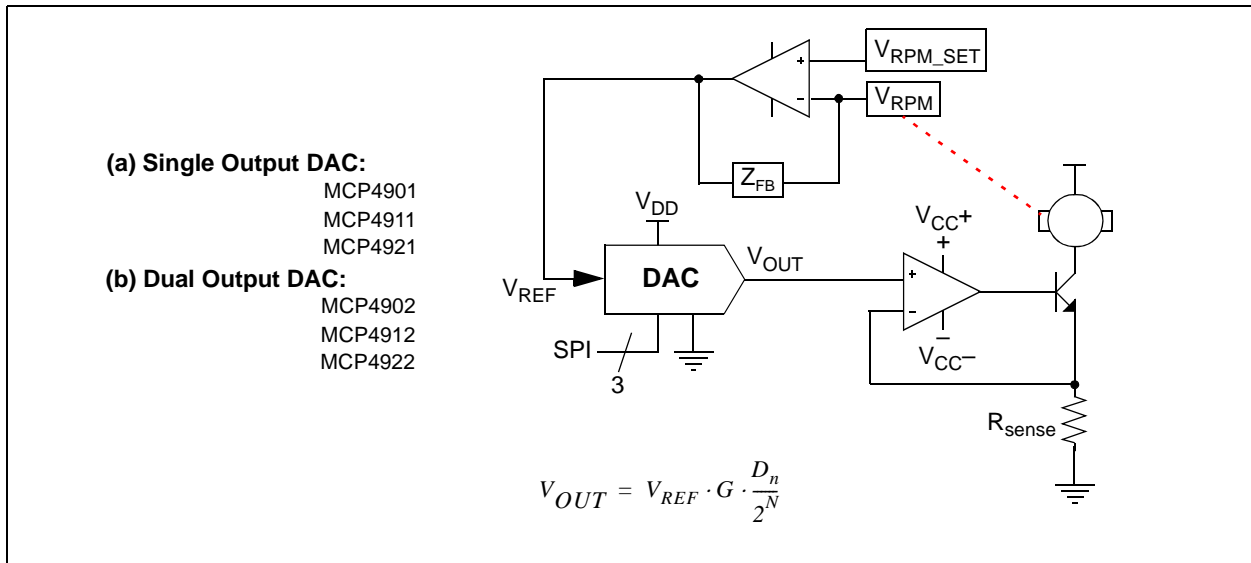 (a) Single Output DAC:
MCP4901
MCP4911
MCP4921
(b) Dual Output DAC:
MCP4902
MCP4912
MCP4922
V_RPM_SET
+
–
V_RPM
Z_FB
V_DD
DAC
V_REF
V_OUT
SPI
3
V_CC+
+
+
–
–
V_CC–
R_sense
V_OUT = V_REF · G · D_n / 2^N